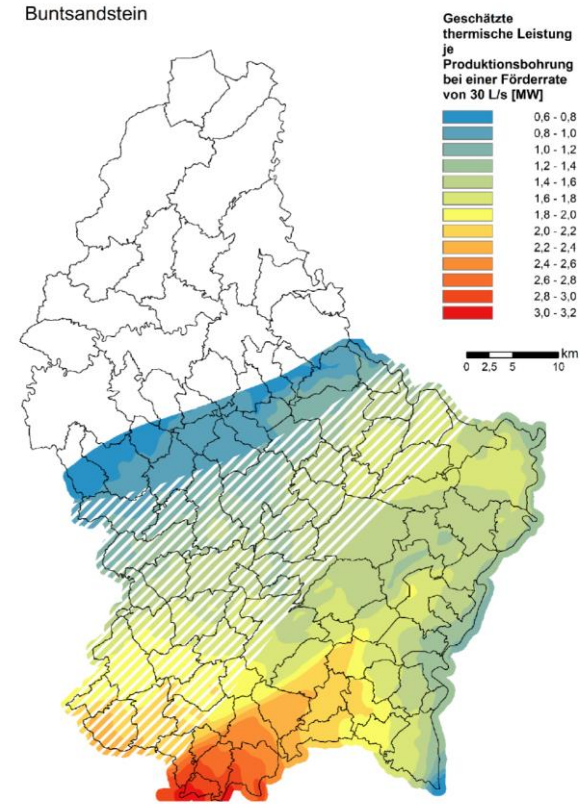 Buntsandstein
Geschätzte
thermische Leistung
je
Produktionsbohrung
bei einer Förderrate
von 30 L/s [MW]
0,6 - 0,8
0,8 - 1,0
1,0 - 1,2
1,2 - 1,4
1,4 - 1,6
1,6 - 1,8
1,8 - 2,0
2,0 - 2,2
2,2 - 2,4
2,4 - 2,6
2,6 - 2,8
2,8 - 3,0
3,0 - 3,2
km
0 2,5 5 10